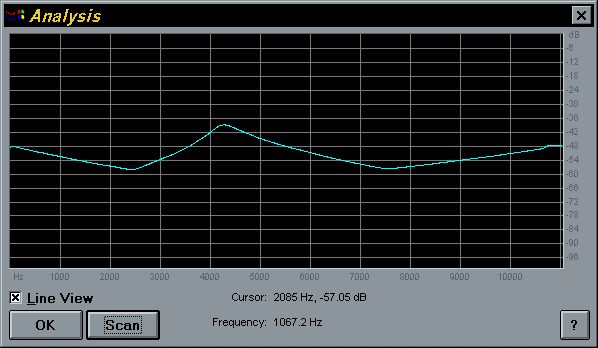 Analysis
dB
-6
-12
-18
-24
-30
-36
-42
-48
-54
-60
-66
-72
-78
-84
-90
-96
Hz 1000 2000 3000 4000 5000 6000 7000 8000 9000 10000
Line View
Cursor: 2085 Hz, -57.05 dB
OK Scan Frequency: 1067.2 Hz ?